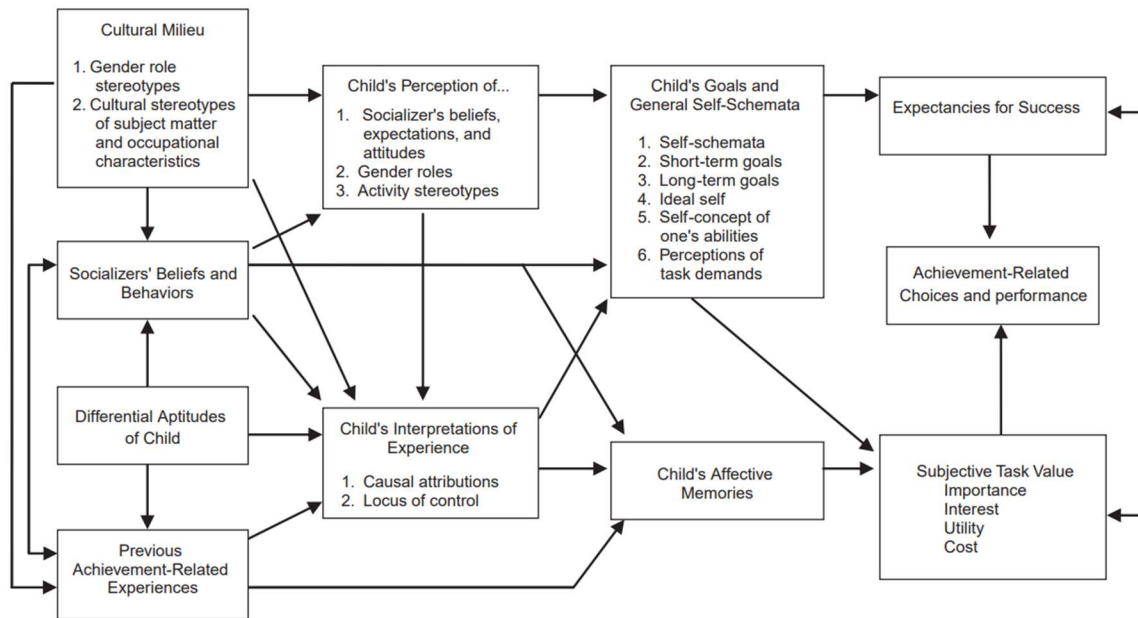 Cultural Milieu
1. Gender role
stereotypes
2. Cultural stereotypes
of subject matter
and occupational
characteristics
Socializers' Beliefs and
Behaviors
Differential Aptitudes
of Child
Previous
Achievement-Related
Experiences
Child's Perception of...
1. Socializer's beliefs,
expectations, and
attitudes
2. Gender roles
3. Activity stereotypes
Child's Interpretations of
Experience
1. Causal attributions
2. Locus of control
Child's Goals and
General Self-Schemata
1. Self-schemata
2. Short-term goals
3. Long-term goals
4. Ideal self
5. Self-concept of
one's abilities
6. Perceptions of
task demands
Child's Affective
Memories
Expectancies for Success
Achievement-Related
Choices and performance
Subjective Task Value
Importance
Interest
Utility
Cost